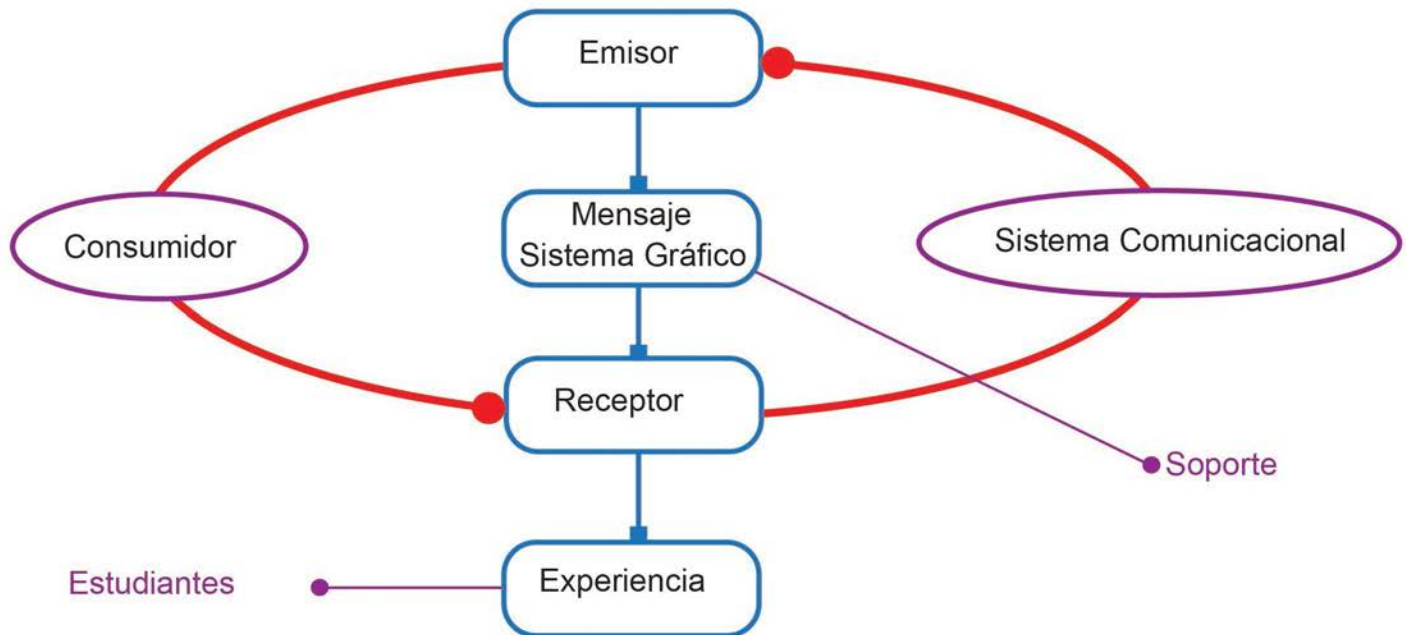 Emisor
Mensaje
Sistema Gráfico
Consumidor
Sistema Comunicacional
Receptor
Soporte
Experiencia
Estudiantes